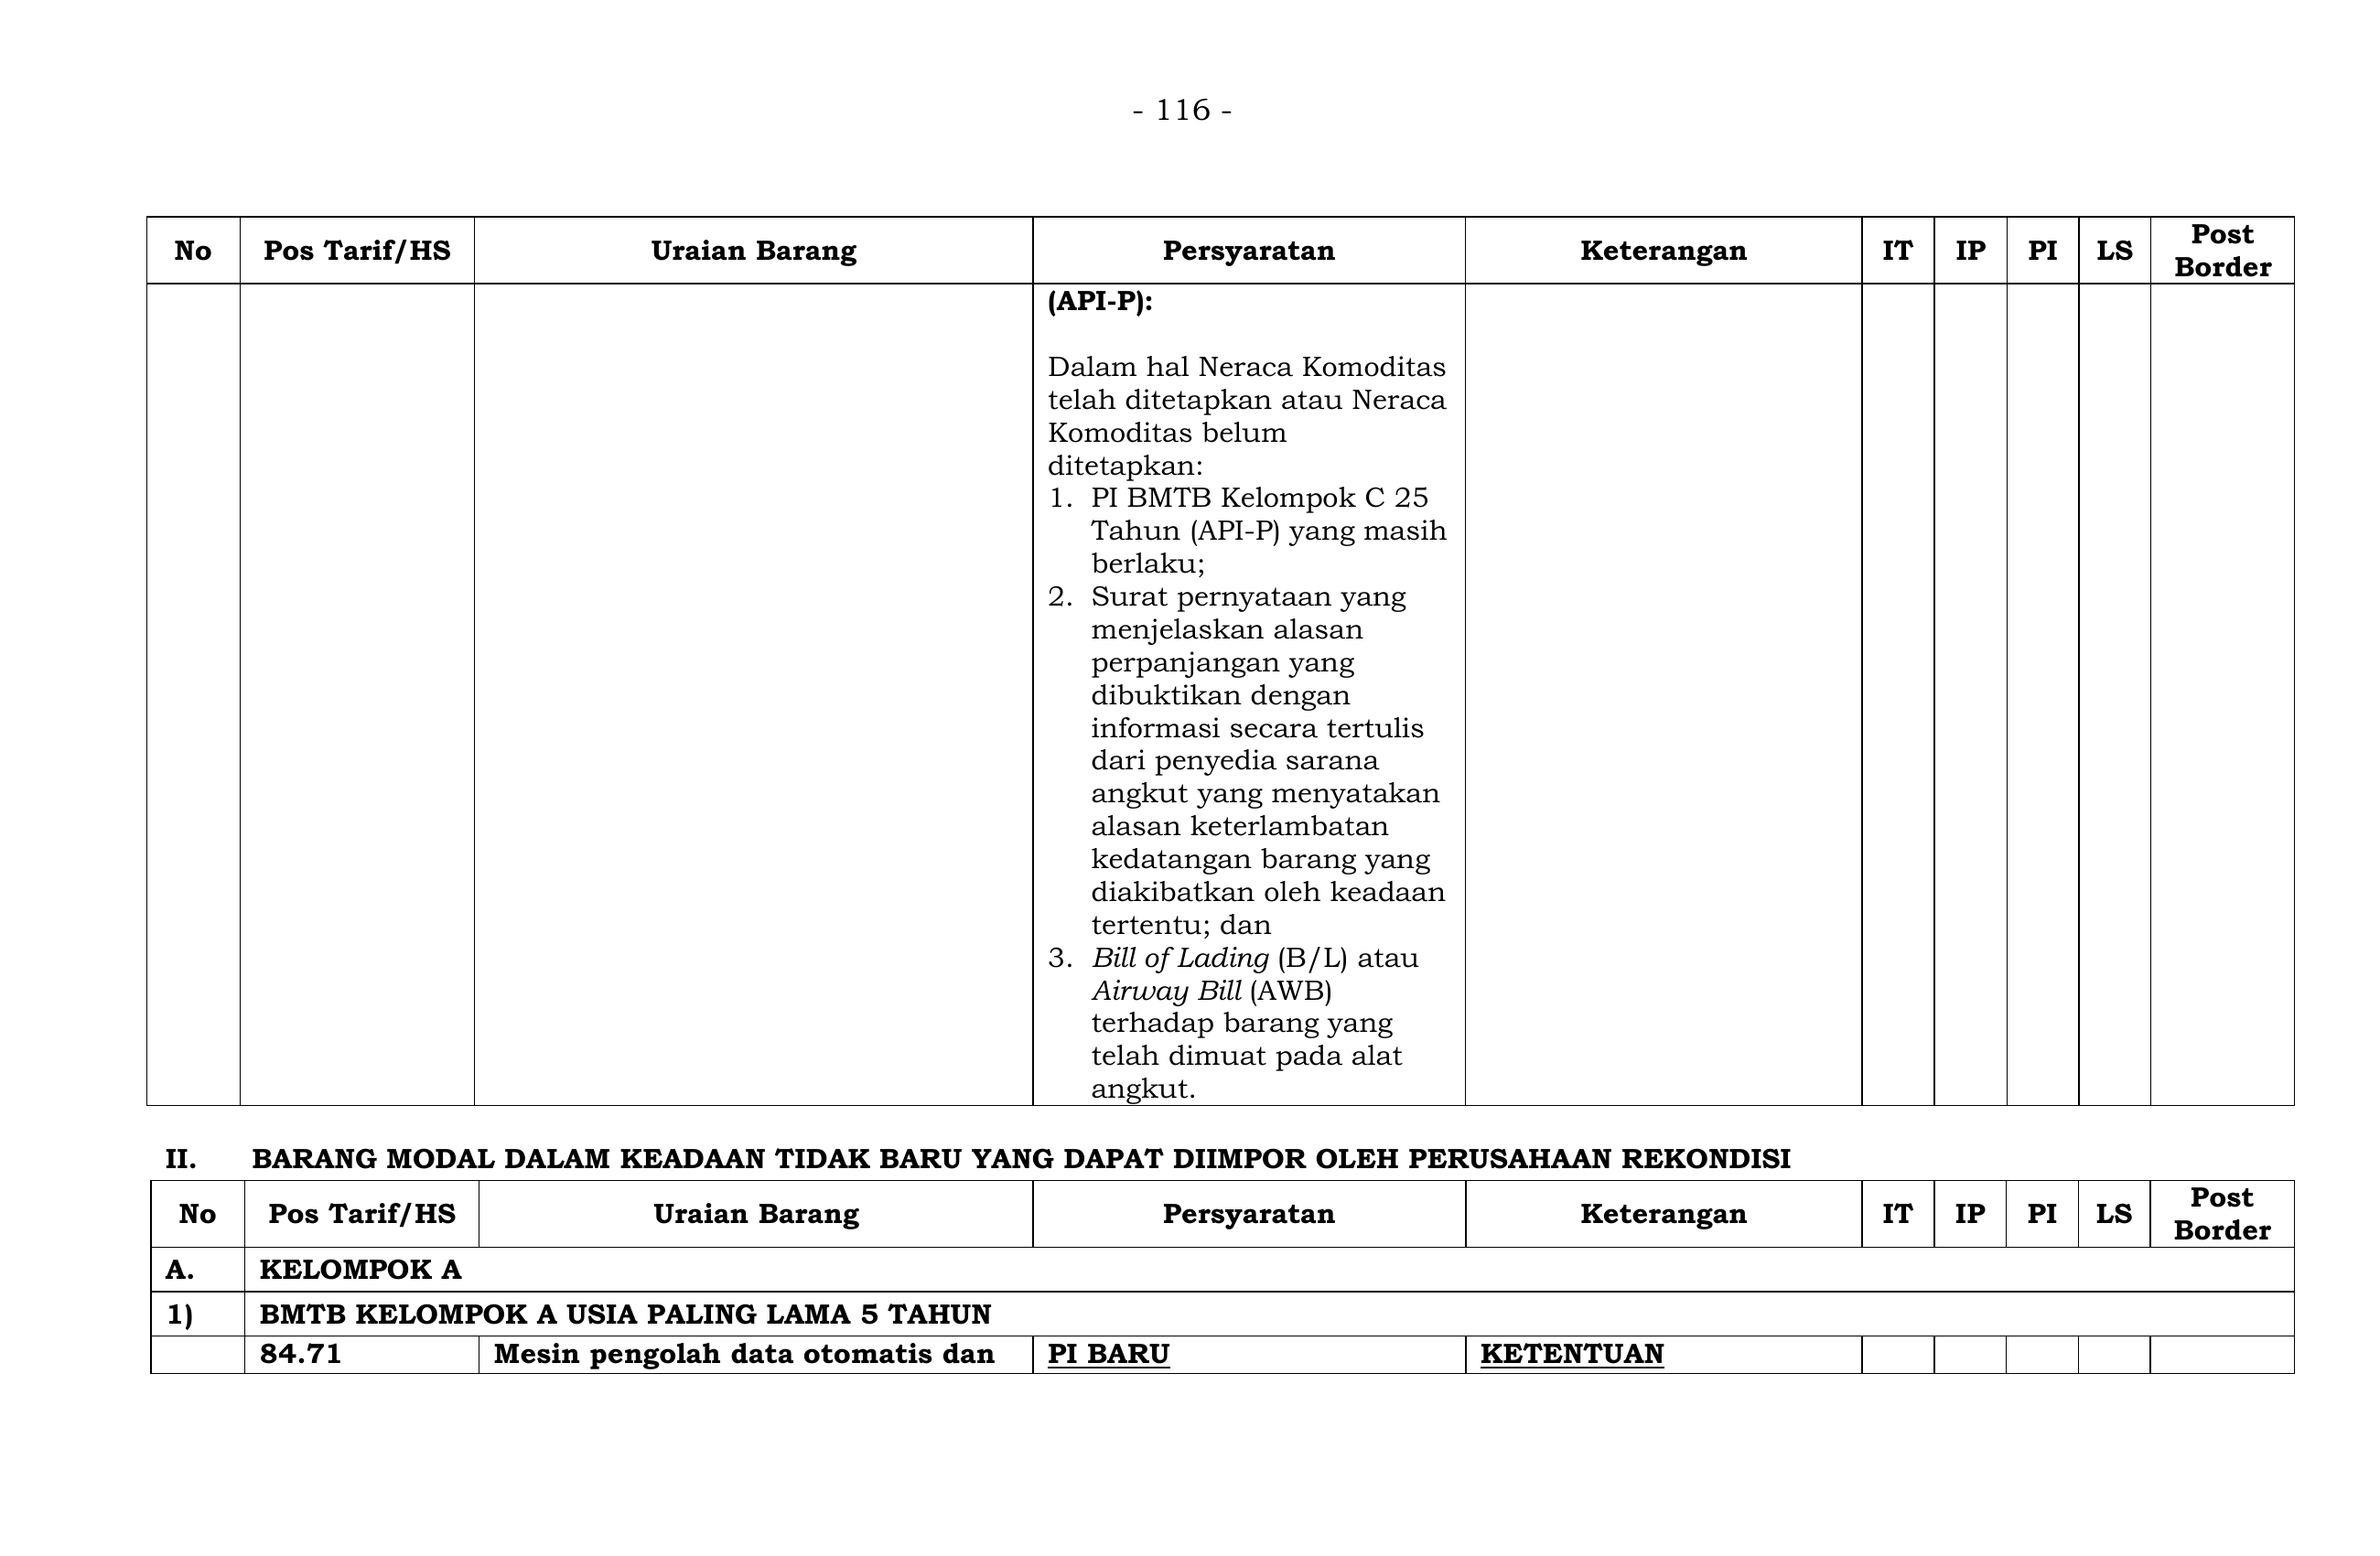 - 116 -
No Pos Tarif/HS Uraian Barang Persyaratan Keterangan IT IP PI LS Post Border
(API-P):
Dalam hal Neraca Komoditas
telah ditetapkan atau Neraca
Komoditas belum
ditetapkan:
1. PI BMTB Kelompok C 25
Tahun (API-P) yang masih
berlaku;
2. Surat pernyataan yang
menjelaskan alasan
perpanjangan yang
dibuktikan dengan
informasi secara tertulis
dari penyedia sarana
angkut yang menyatakan
alasan keterlambatan
kedatangan barang yang
diakibatkan oleh keadaan
tertentu; dan
3. Bill of Lading (B/L) atau
Airway Bill (AWB)
terhadap barang yang
telah dimuat pada alat
angkut.
II. BARANG MODAL DALAM KEADAAN TIDAK BARU YANG DAPAT DIIMPOR OLEH PERUSAHAAN REKONDISI
No Pos Tarif/HS Uraian Barang Persyaratan Keterangan IT IP PI LS Post Border
A. KELOMPOK A
1) BMTB KELOMPOK A USIA PALING LAMA 5 TAHUN
84.71 Mesin pengolah data otomatis dan PI BARU KETENTUAN